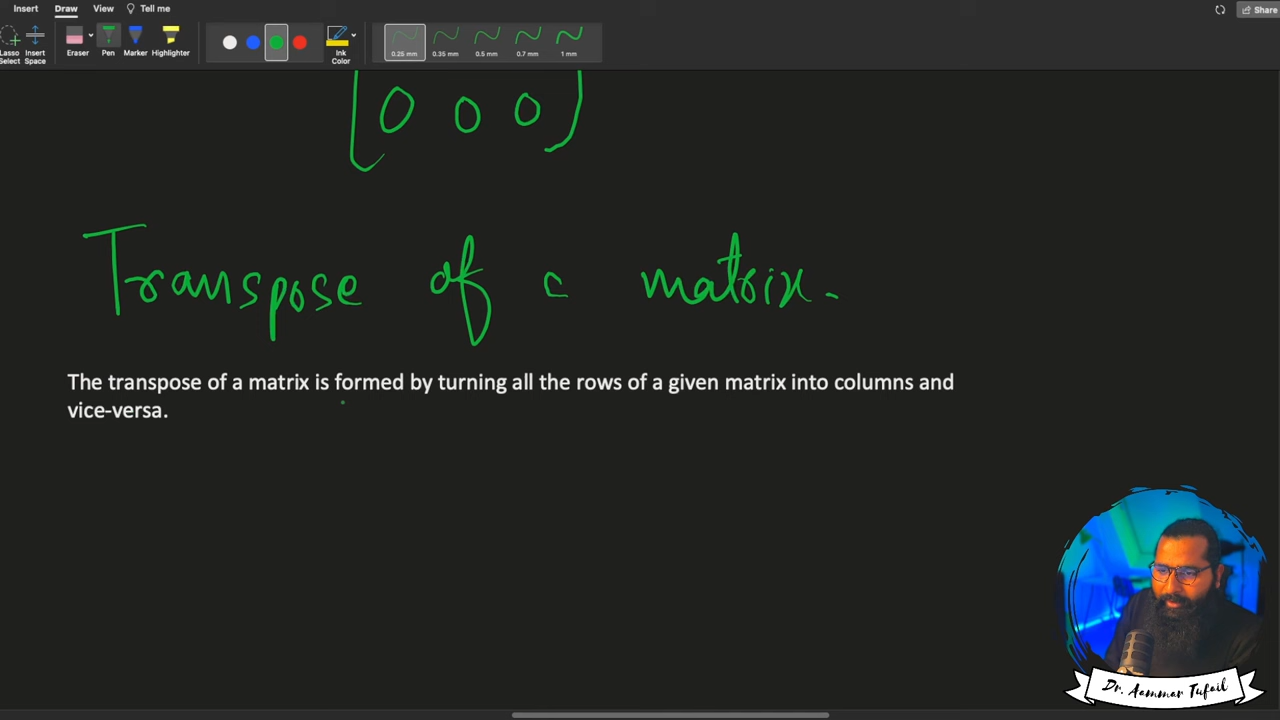 Insert Draw View Tell me
Share
Lasso Select
Insert Space
Eraser
Pen
Marker
Highlighter
Ink Color
0.25 mm 0.35 mm 0.5 mm 0.7 mm 1 mm
0 0 0
Transpose of a matrix.
The transpose of a matrix is formed by turning all the rows of a given matrix into columns and
vice-versa.
Dr. Aammar Tufail